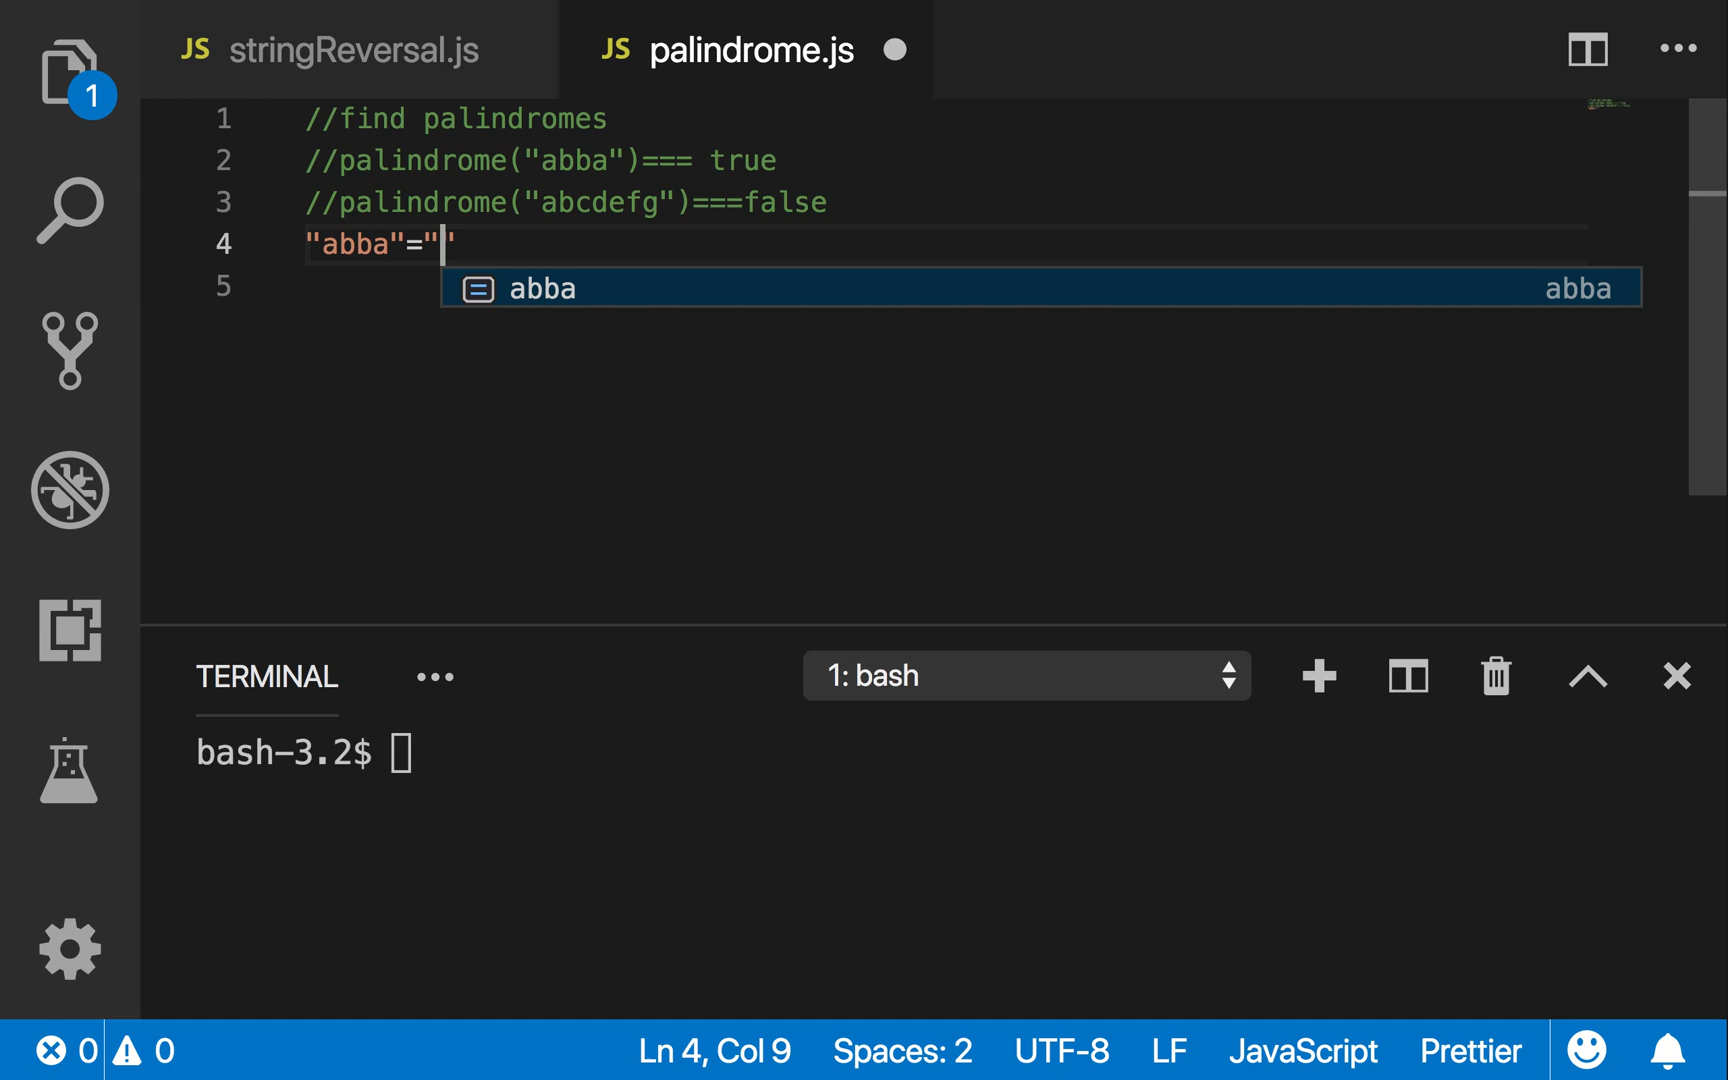 JS stringReversal.js
JS palindrome.js
1
1 //find palindromes
2 //palindrome("abba")=== true
3 //palindrome("abcdefg")===false
4 "abba"=""
5
abba abba
TERMINAL
1: bash
bash-3.2$
0 0 Ln 4, Col 9 Spaces: 2 UTF-8 LF JavaScript Prettier